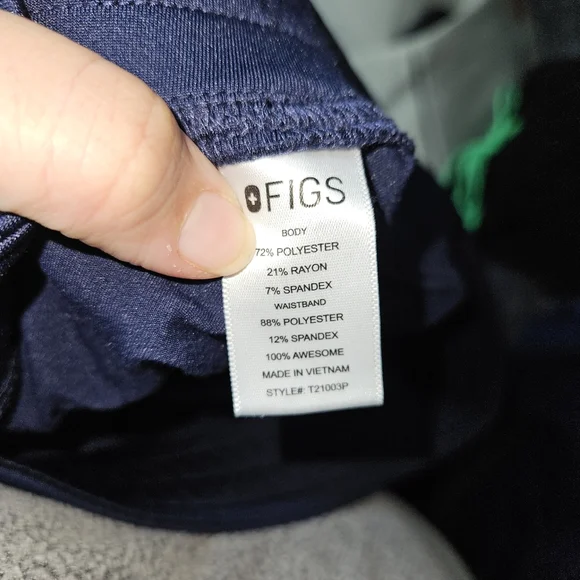 FIGS
BODY
72% POLYESTER
21% RAYON
7% SPANDEX
WAISTBAND
88% POLYESTER
12% SPANDEX
100% AWESOME
MADE IN VIETNAM
STYLE#: T21003P